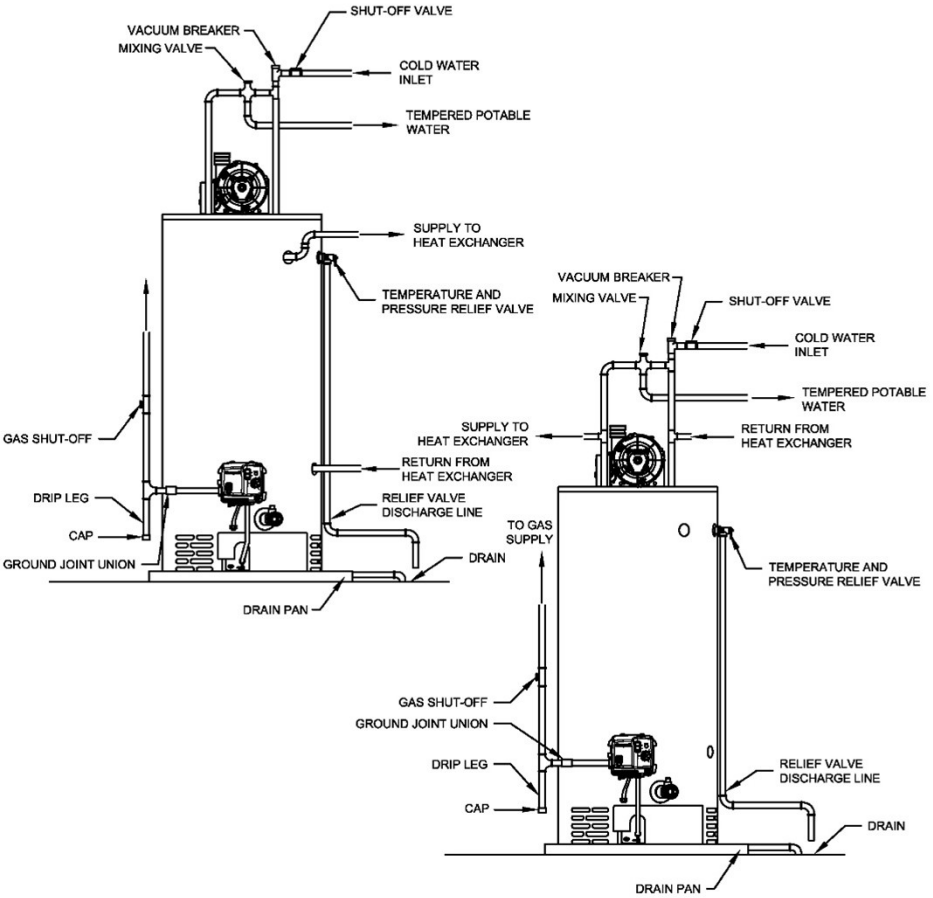 SHUT-OFF VALVE
VACUUM BREAKER
MIXING VALVE
COLD WATER
INLET
TEMPERED POTABLE
WATER
SUPPLY TO
HEAT EXCHANGER
TEMPERATURE AND
PRESSURE RELIEF VALVE
GAS SHUT-OFF
RETURN FROM
HEAT EXCHANGER
DRIP LEG
RELIEF VALVE
DISCHARGE LINE
CAP
GROUND JOINT UNION
DRAIN
DRAIN PAN
VACUUM BREAKER
MIXING VALVE
SHUT-OFF VALVE
COLD WATER
INLET
TEMPERED POTABLE
WATER
SUPPLY TO
HEAT EXCHANGER
RETURN FROM
HEAT EXCHANGER
TO GAS
SUPPLY
TEMPERATURE AND
PRESSURE RELIEF VALVE
GAS SHUT-OFF
GROUND JOINT UNION
DRIP LEG
RELIEF VALVE
DISCHARGE LINE
CAP
DRAIN
DRAIN PAN